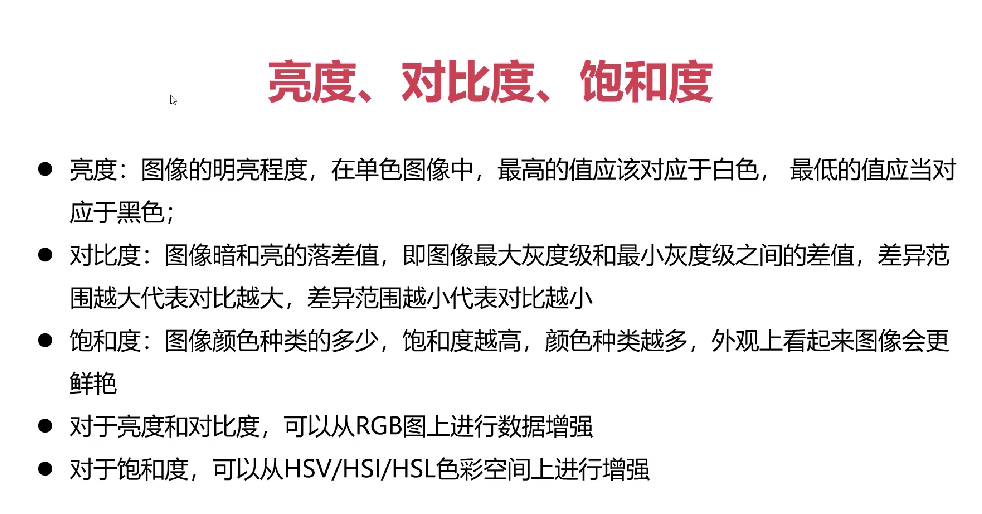 亮度、对比度、饱和度
● 亮度：图像的明亮程度，在单色图像中，最高的值应该对应于白色， 最低的值应当对
应于黑色；
● 对比度：图像暗和亮的落差值，即图像最大灰度级和最小灰度级之间的差值，差异范
围越大代表对比越大，差异范围越小代表对比越小
● 饱和度：图像颜色种类的多少，饱和度越高，颜色种类越多，外观上看起来图像会更
鲜艳
● 对于亮度和对比度，可以从RGB图上进行数据增强
● 对于饱和度，可以从HSV/HSI/HSL色彩空间上进行增强